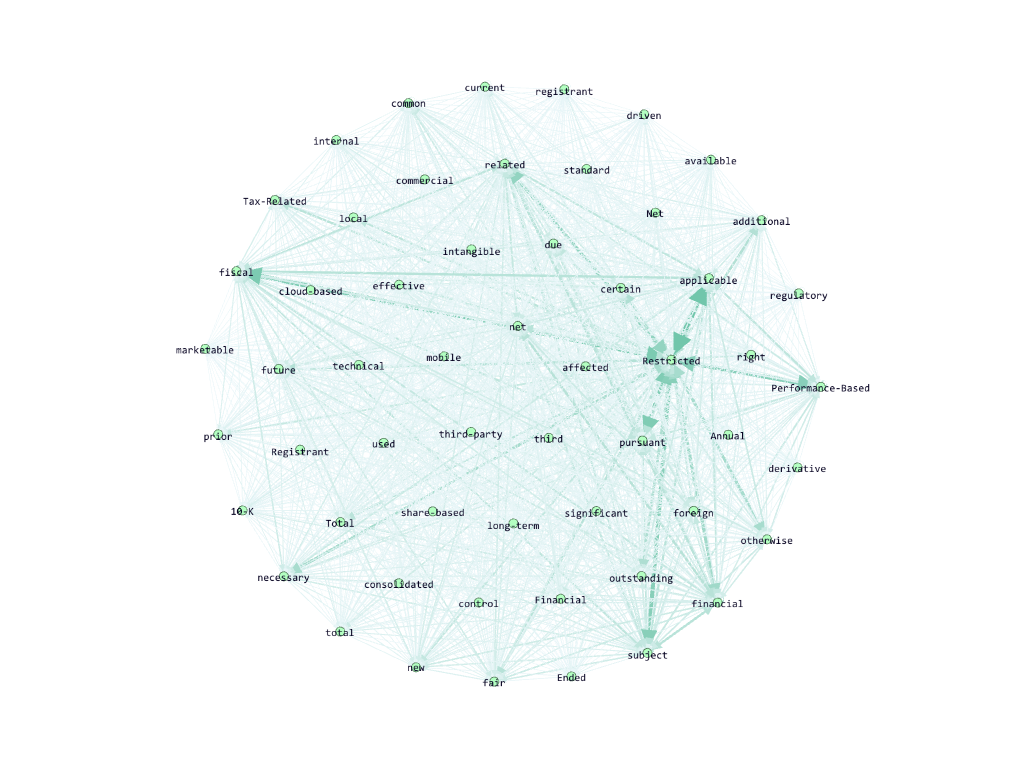 current
registrant
common
driven
internal
available
related
standard
commercial
Tax-Related
local
Net
additional
due
intangible
fiscal
cloud-based
effective
certain
applicable
regulatory
net
marketable
future
technical
mobile
affected
Restricted
right
Performance-Based
prior
Registrant
used
third-party
third
pursuant
Annual
derivative
10-K
Total
share-based
long-term
significant
foreign
otherwise
necessary
consolidated
control
Financial
outstanding
financial
total
new
fair
Ended
subject